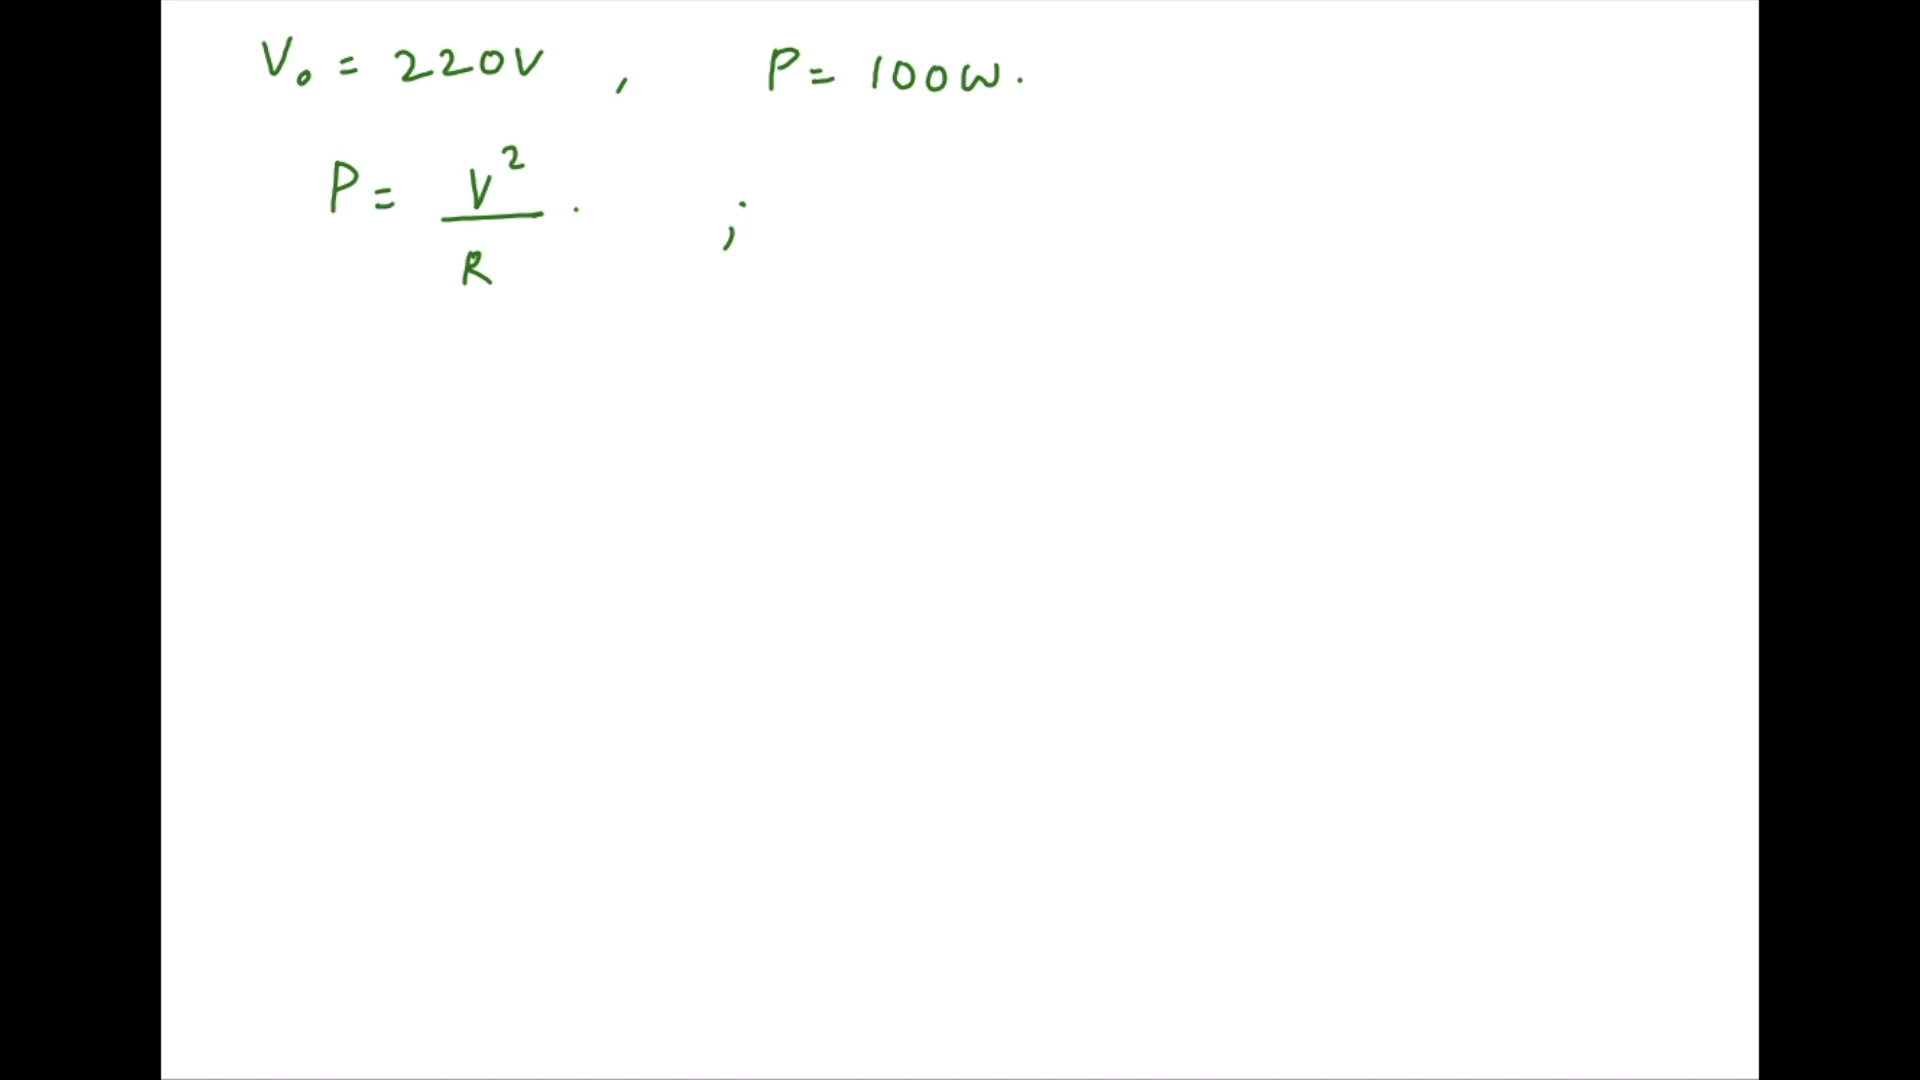 V₀ = 220V , P = 100W.
P = V²/R . ;